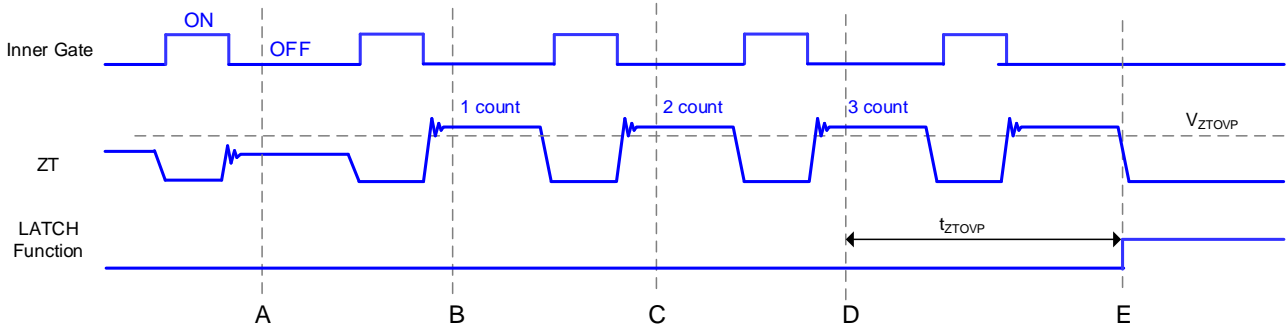 ON
Inner Gate
OFF
1 count
2 count
3 count
VZTOVP
ZT
LATCH
Function
tZTOVP
A
B
C
D
E